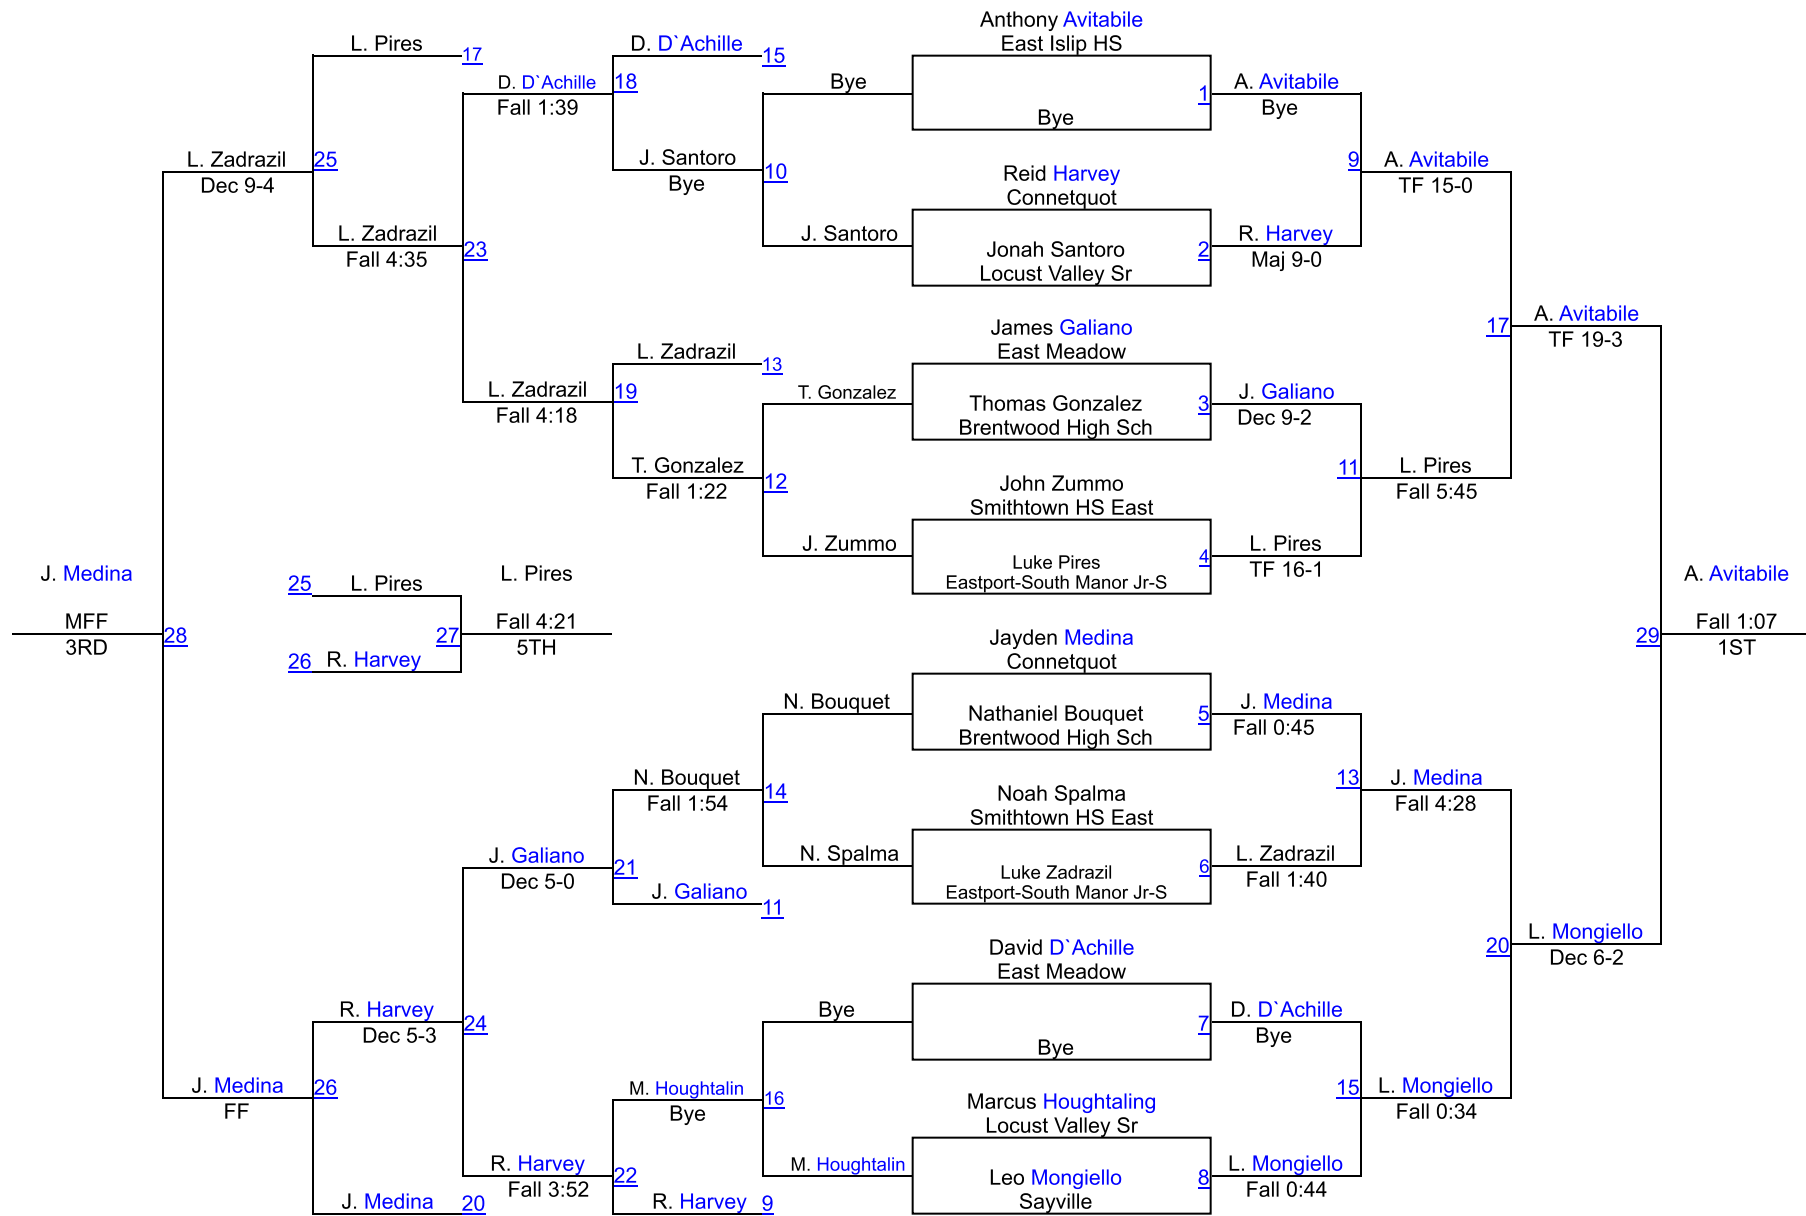 Anthony Avitabile
East Islip HS
L. Pires
17
D. D`Achille
15
D. D`Achille
18
Fall 1:39
Bye
1
A. Avitabile
Bye
Bye
L. Zadrazil
25
Dec 9-4
J. Santoro
10
Bye
Reid Harvey
Connetquot
9
A. Avitabile
TF 15-0
L. Zadrazil
23
Fall 4:35
J. Santoro
Jonah Santoro
Locust Valley Sr
2
R. Harvey
Maj 9-0
James Galiano
East Meadow
17
A. Avitabile
TF 19-3
L. Zadrazil
13
L. Zadrazil
19
Fall 4:18
T. Gonzalez
Thomas Gonzalez
Brentwood High Sch
3
J. Galiano
Dec 9-2
T. Gonzalez
12
Fall 1:22
John Zummo
Smithtown HS East
11
L. Pires
Fall 5:45
J. Zummo
Luke Pires
Eastport-South Manor Jr-S
4
L. Pires
TF 16-1
J. Medina
MFF
3RD
28
25
L. Pires
26
R. Harvey
27
L. Pires
Fall 4:21
5TH
A. Avitabile
29
Fall 1:07
1ST
Jayden Medina
Connetquot
N. Bouquet
Nathaniel Bouquet
Brentwood High Sch
5
J. Medina
Fall 0:45
N. Bouquet
14
Fall 1:54
Noah Spalma
Smithtown HS East
13
J. Medina
Fall 4:28
J. Galiano
21
Dec 5-0
N. Spalma
Luke Zadrazil
Eastport-South Manor Jr-S
6
L. Zadrazil
Fall 1:40
J. Galiano
11
David D`Achille
East Meadow
20
L. Mongiello
Dec 6-2
R. Harvey
24
Dec 5-3
Bye
7
Bye
D. D`Achille
Bye
J. Medina
26
FF
M. Houghtalin
16
Bye
Marcus Houghtaling
Locust Valley Sr
15
L. Mongiello
Fall 0:34
R. Harvey
22
Fall 3:52
M. Houghtalin
Leo Mongiello
Sayville
8
L. Mongiello
Fall 0:44
J. Medina
20
R. Harvey
9